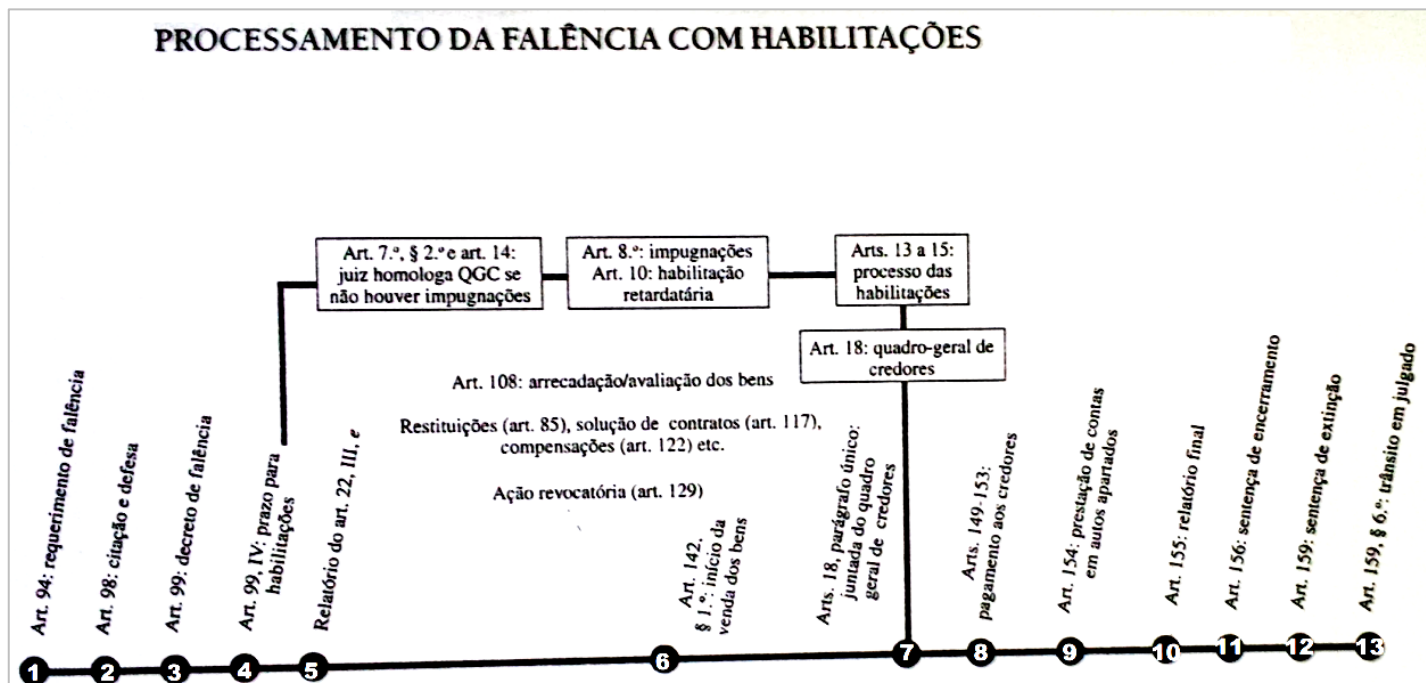 PROCESSAMENTO DA FALÊNCIA COM HABILITAÇÕES
Art. 7.º, § 2.º e art. 14:
juiz homologa QGC se
não houver impugnações
Art. 8.º: impugnações
Art. 10: habilitação
retardatária
Arts. 13 a 15:
processo das
habilitações
Art. 18: quadro-geral de
credores
Art. 108: arrecadação/avaliação dos bens
Restituições (art. 85), solução de contratos (art. 117),
compensações (art. 122) etc.
Ação revocatória (art. 129)
Art. 94: requerimento de falência
Art. 98: citação e defesa
Art. 99: decreto de falência
Art. 99, IV: prazo para
habilitações
Relatório do art. 22, III, e
Art. 142,
§ 1.º: início da
venda dos bens
Arts. 18, parágrafo único:
juntada do quadro
geral de credores
Arts. 149-153:
pagamento aos credores
Art. 154: prestação de contas
em autos apartados
Art. 155: relatório final
Art. 156: sentença de encerramento
Art. 159: sentença de extinção
Art. 159, § 6.º: trânsito em julgado
1 2 3 4 5 6 7 8 9 10 11 12 13